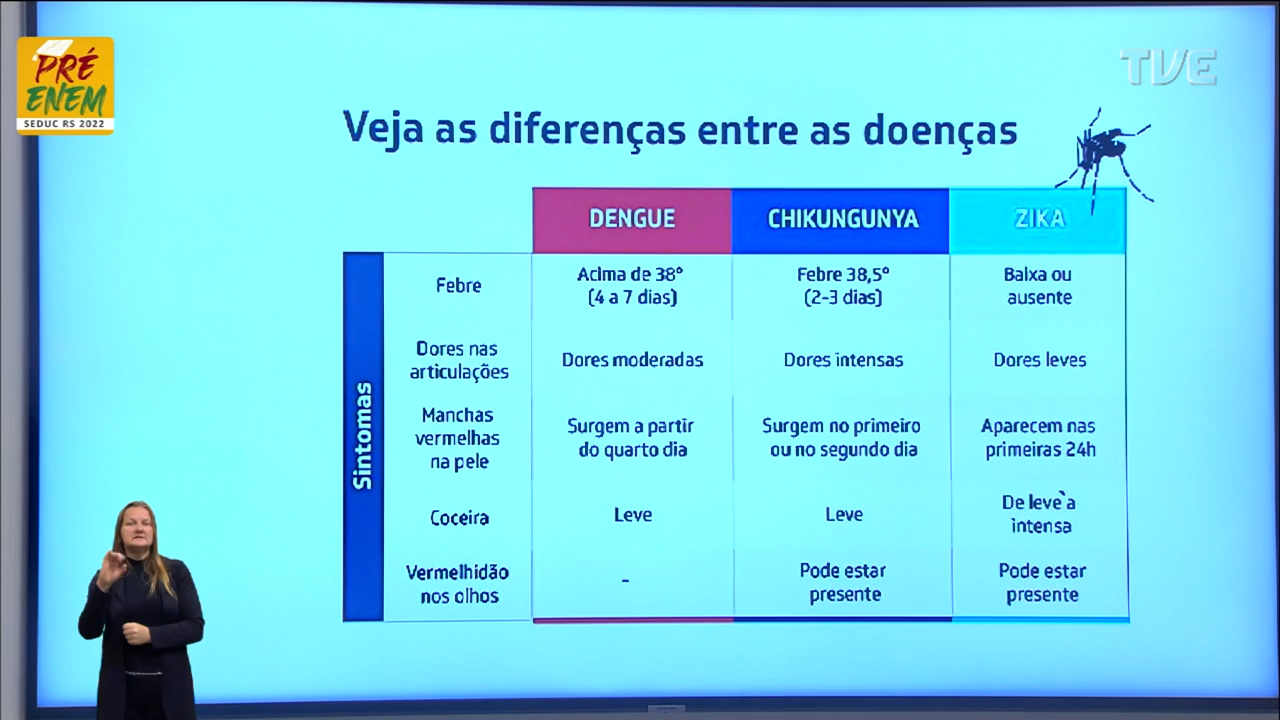 PRÉ
ENEM
SEDUC RS 2022
TVE
Veja as diferenças entre as doenças
DENGUE CHIKUNGUNYA ZIKA
Sintomas
Febre
Acima de 38°
(4 a 7 dias)
Febre 38,5°
(2-3 dias)
Baixa ou
ausente
Dores nas
articulações
Dores moderadas
Dores intensas
Dores leves
Manchas
vermelhas
na pele
Surgem a partir
do quarto dia
Surgem no primeiro
ou no segundo dia
Aparecem nas
primeiras 24h
Coceira
Leve
Leve
De leve à
intensa
Vermelhidão
nos olhos
-
Pode estar
presente
Pode estar
presente